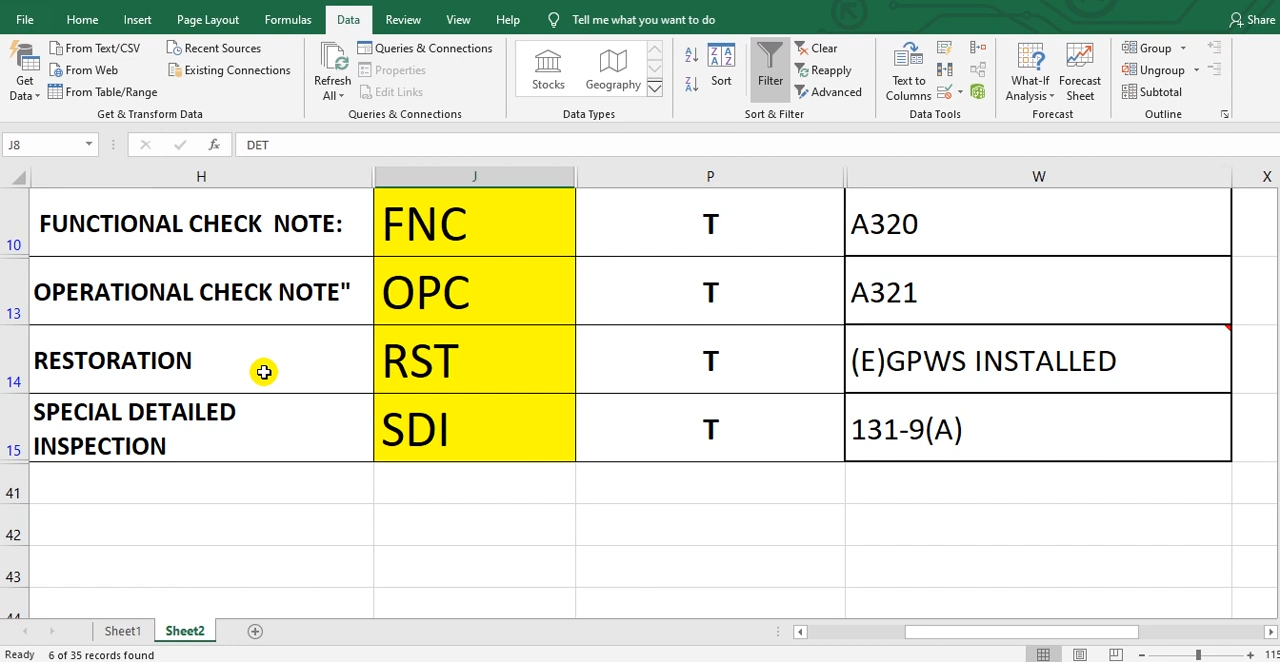 File Home Insert Page Layout Formulas Data Review View Help Tell me what you want to do Share
Get Data From Text/CSV From Web From Table/Range Recent Sources Existing Connections
Get & Transform Data
Refresh All Queries & Connections Properties Edit Links
Queries & Connections
Stocks Geography
Data Types
Sort Filter Clear Reapply Advanced
Sort & Filter
Text to Columns
Data Tools
What-If Analysis Forecast Sheet
Forecast
Group Ungroup Subtotal
Outline
J8 fx DET
H J P W X
10 FUNCTIONAL CHECK NOTE: FNC T A320
13 OPERATIONAL CHECK NOTE" OPC T A321
14 RESTORATION RST T (E)GPWS INSTALLED
15 SPECIAL DETAILED INSPECTION SDI T 131-9(A)
41
42
43
44
Sheet1 Sheet2
Ready 6 of 35 records found